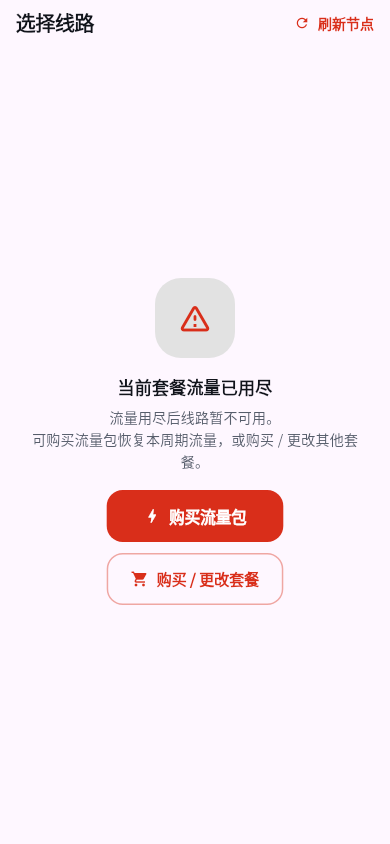 选择线路
刷新节点
当前套餐流量已用尽
流量用尽后线路暂不可用。
可购买流量包恢复本周期流量，或购买 / 更改其他套
餐。
购买流量包
购买 / 更改套餐